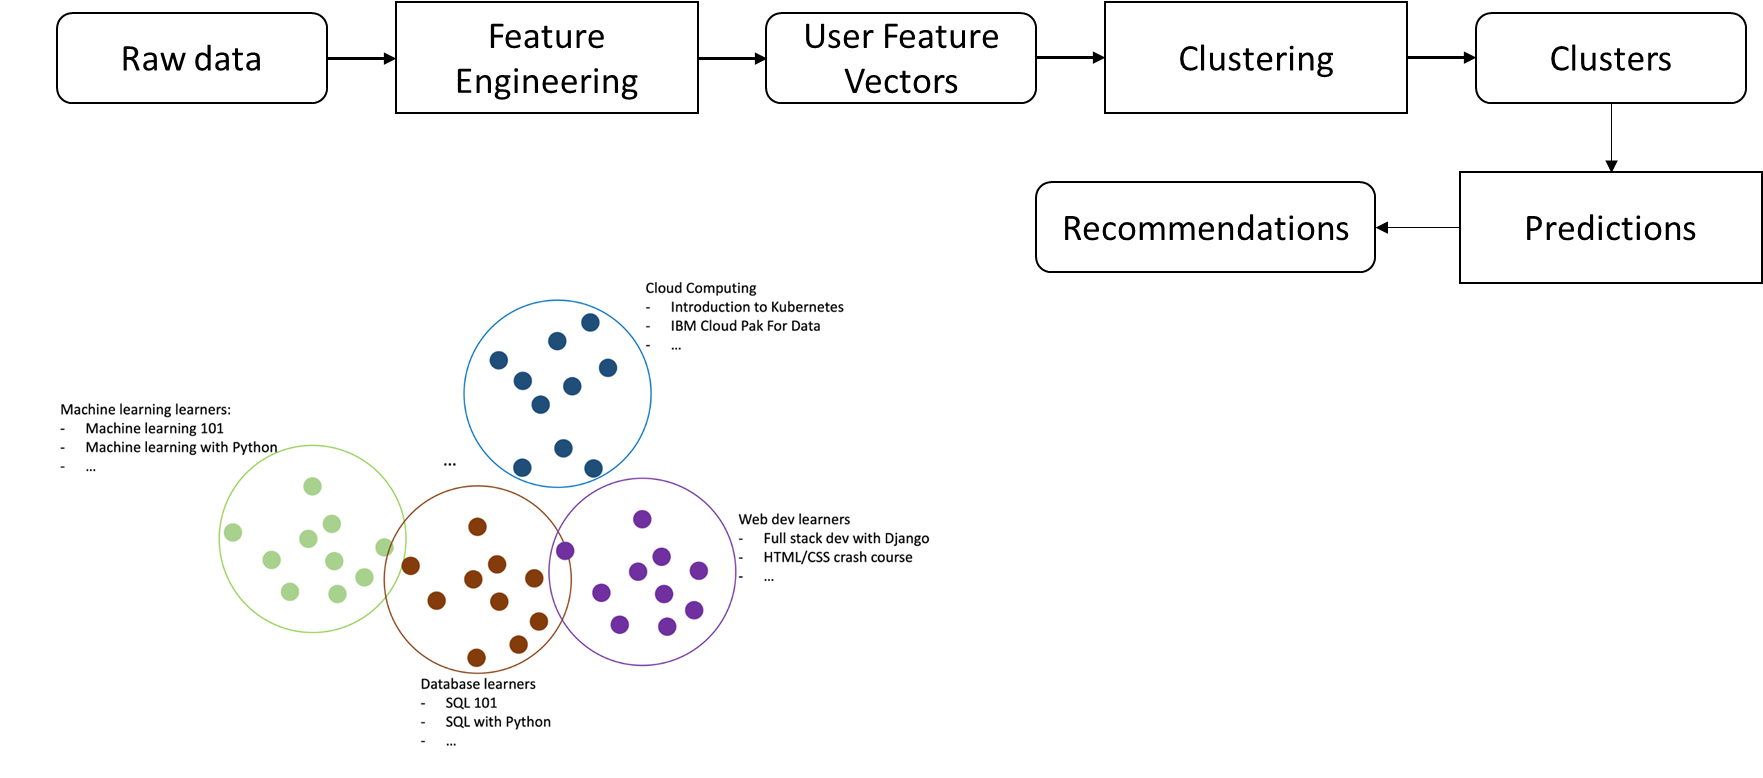 Raw data
Feature
Engineering
User Feature
Vectors
Clustering
Clusters
Recommendations
Predictions
Cloud Computing
- Introduction to Kubernetes
- IBM Cloud Pak For Data
- ...
Machine learning learners:
- Machine learning 101
- Machine learning with Python
- ...
...
Web dev learners
- Full stack dev with Django
- HTML/CSS crash course
- ...
Database learners
- SQL 101
- SQL with Python
- ...